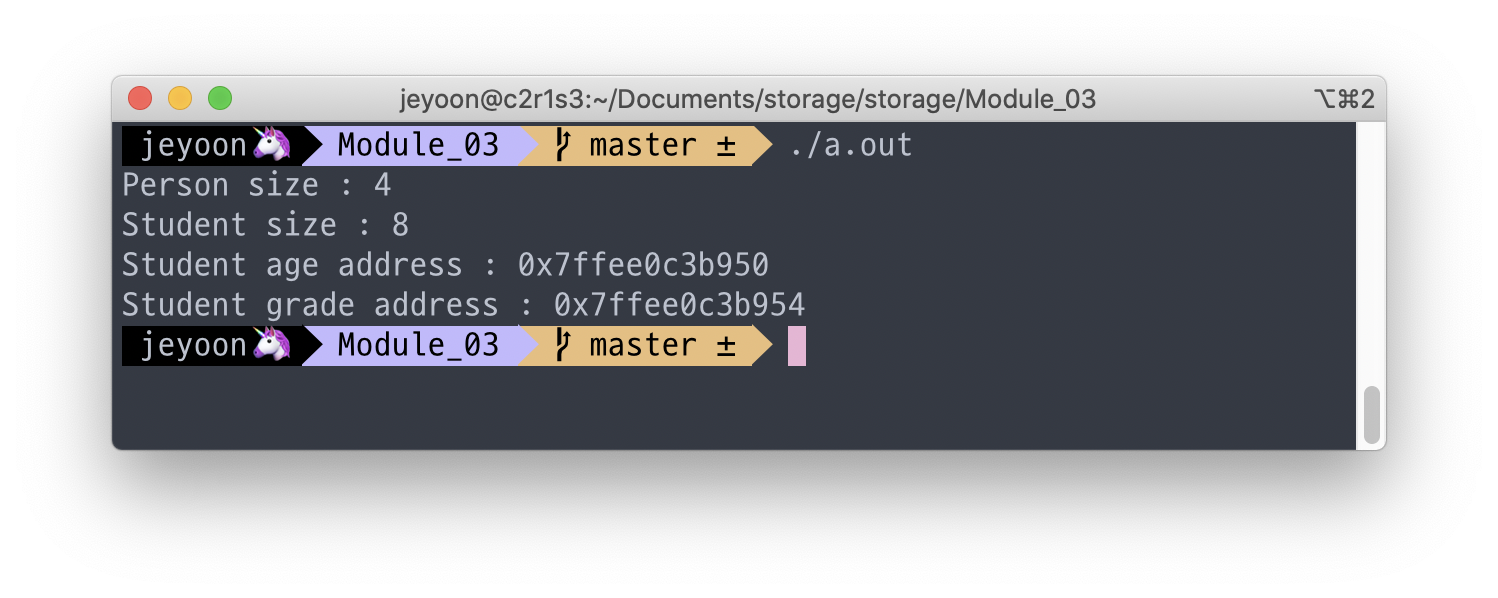 jeyoon@c2r1s3:~/Documents/storage/storage/Module_03 ⌥⌘2
jeyoon🦄 Module_03 master ± ./a.out
Person size : 4
Student size : 8
Student age address : 0x7ffee0c3b950
Student grade address : 0x7ffee0c3b954
jeyoon🦄 Module_03 master ±